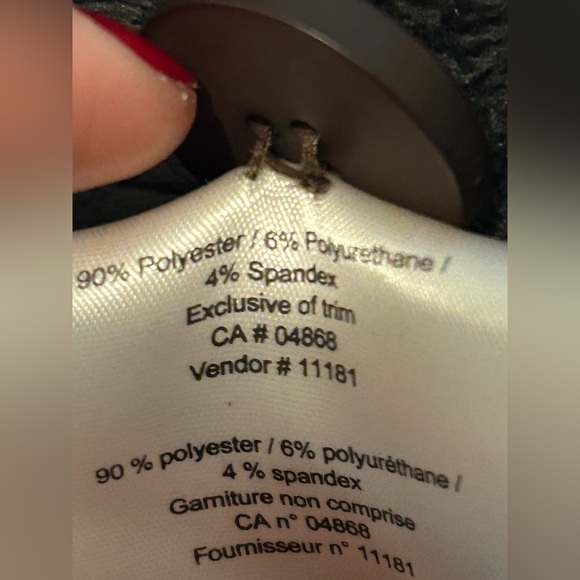 90% Polyester / 6% Polyurethane /
4% Spandex
Exclusive of trim
CA # 04868
Vendor # 11181
90 % polyester / 6% polyuréthane /
4 % spandex
Garniture non comprise
CA n° 04868
Fournisseur n° 11181